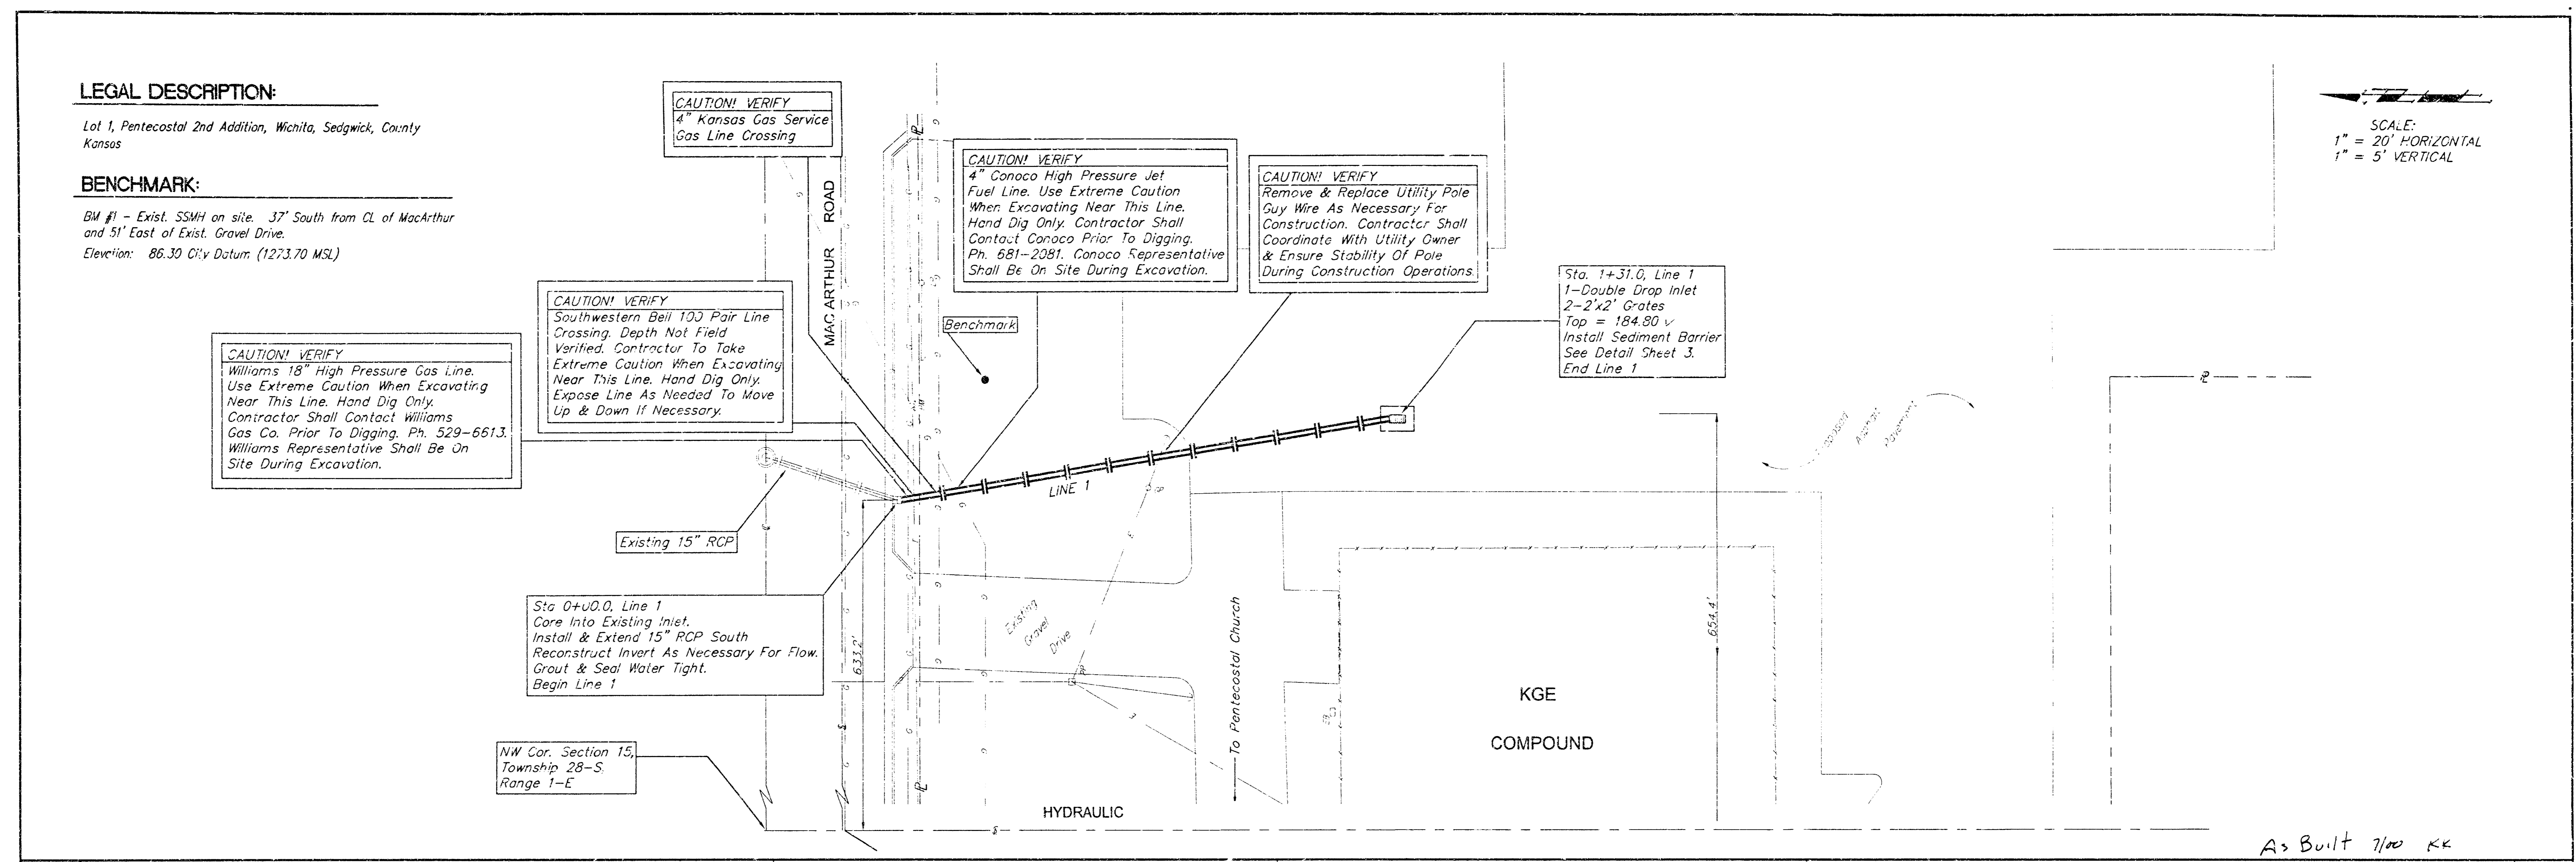 LEGAL DESCRIPTION:
Lot 1, Pentecostal 2nd Addition, Wichita, Sedgwick, County
Kansas
BENCHMARK:
BM #1 - Exist. SSMH on site. 37' South from CL of MacArthur
and 51' East of Exist. Gravel Drive.
Elevation: 86.30 City Datum (1273.70 MSL)
CAUTION! VERIFY
4" Kansas Gas Service
Gas Line Crossing
MAC ARTHUR ROAD
CAUTION! VERIFY
4" Conoco High Pressure Jet
Fuel Line. Use Extreme Caution
When Excavating Near This Line.
Hand Dig Only. Contractor Shall
Contact Conoco Prior To Digging.
Ph. 681-2081. Conoco Representative
Shall Be On Site During Excavation.
CAUTION! VERIFY
Remove & Replace Utility Pole
Guy Wire As Necessary For
Construction. Contractor Shall
Coordinate With Utility Owner
& Ensure Stability Of Pole
During Construction Operations.
SCALE:
1" = 20' HORIZONTAL
1" = 5' VERTICAL
Sta. 1+31.0, Line 1
1-Double Drop Inlet
2-2'x2' Grates
Top = 184.80
Install Sediment Barrier
See Detail Sheet 3.
End Line 1
CAUTION! VERIFY
Southwestern Bell 100 Pair Line
Crossing. Depth Not Field
Verified. Contractor To Take
Extreme Caution When Excavating
Near This Line. Hand Dig Only.
Expose Line As Needed To Move
Up & Down If Necessary.
CAUTION! VERIFY
Williams 18" High Pressure Gas Line.
Use Extreme Caution When Excavating
Near This Line. Hand Dig Only.
Contractor Shall Contact Williams
Gas Co. Prior To Digging. Ph. 529-6613.
Williams Representative Shall Be On
Site During Excavation.
Benchmark
LINE 1
Existing 15" RCP
Asphalt
Pavement
Sta 0+00.0, Line 1
Core Into Existing Inlet.
Install & Extend 15" RCP South
Reconstruct Invert As Necessary For Flow.
Grout & Seal Water Tight.
Begin Line 1
633.2'
Existing
Gravel
Drive
To Pentecostal Church
654.4'
KGE
COMPOUND
NW Cor. Section 15,
Township 28-S,
Range 1-E
HYDRAULIC
As Built 7/00 KK